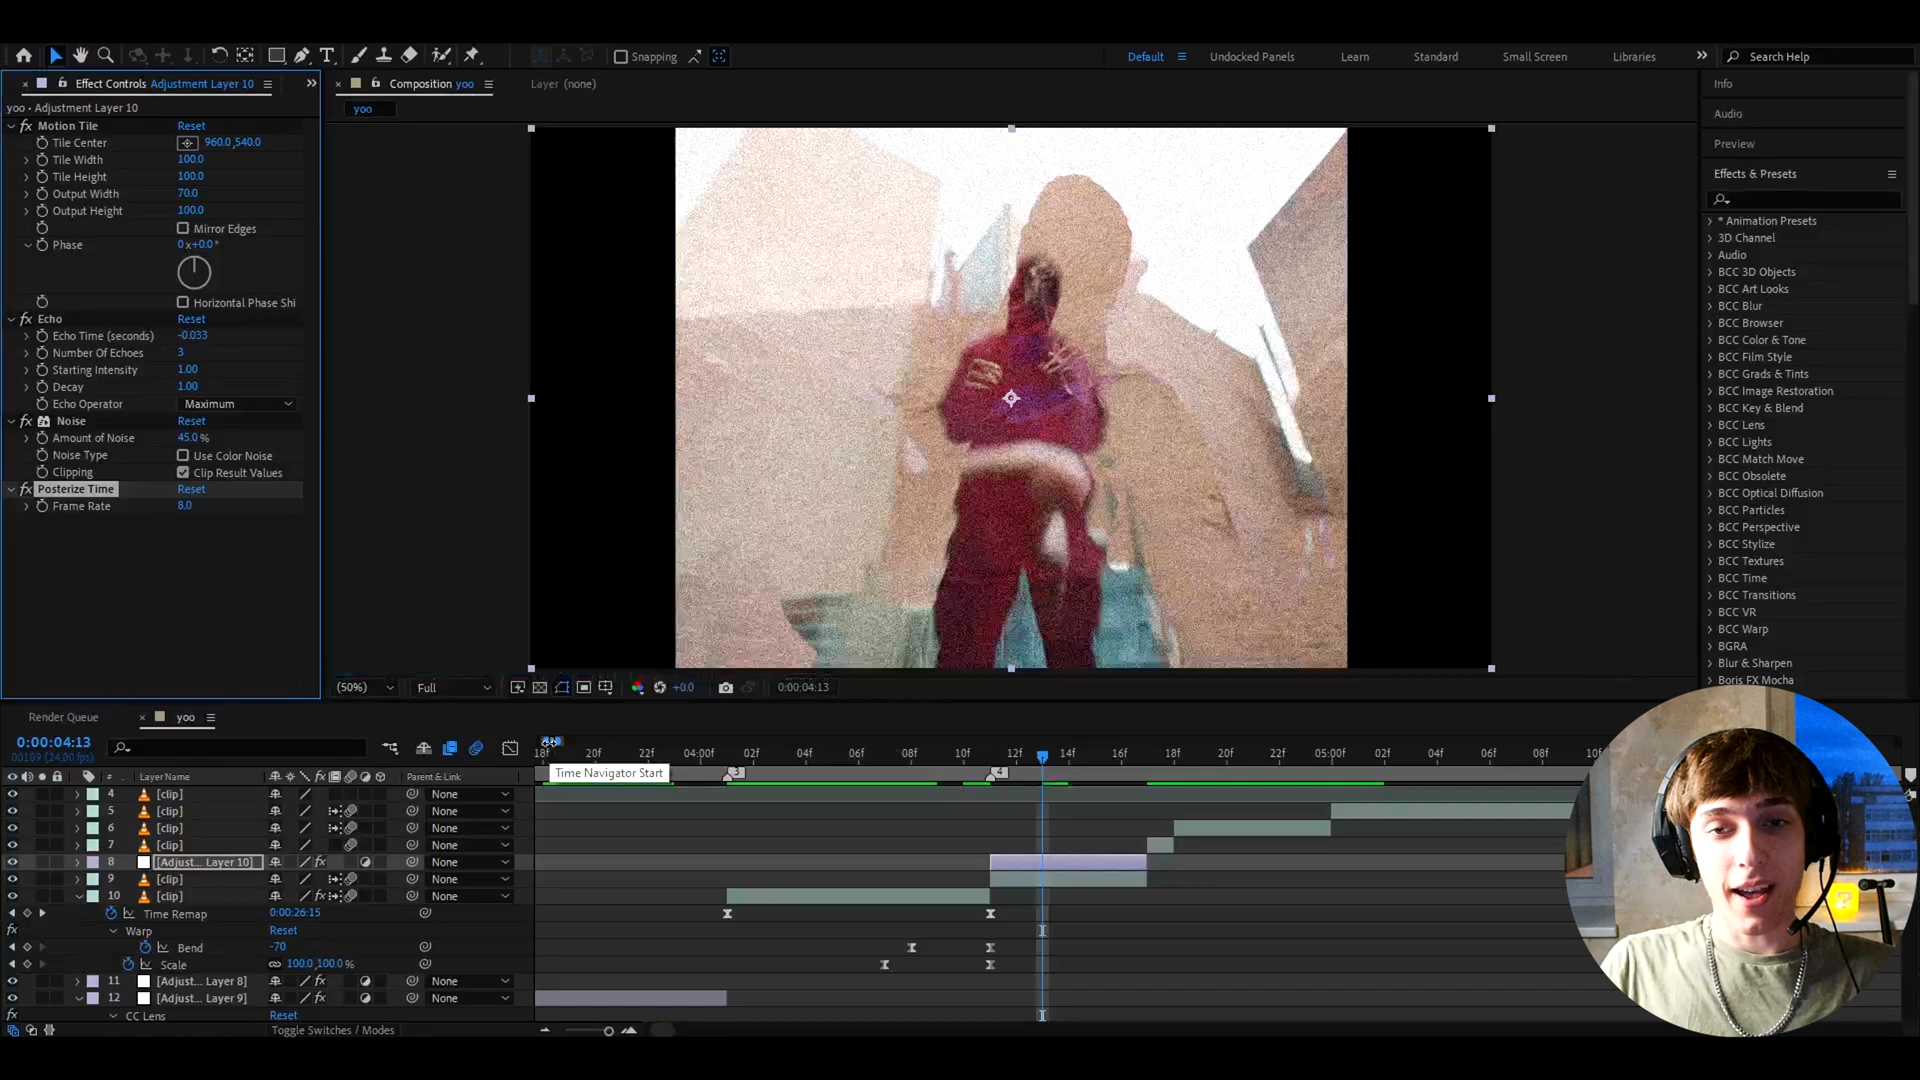 Snapping
Default
Undocked Panels
Learn
Standard
Small Screen
Libraries
Search Help
Effect Controls Adjustment Layer 10
Composition yoo
Layer (none)
Info
yoo • Adjustment Layer 10
yoo
Audio
Motion Tile Reset
Tile Center 960.0,540.0
Tile Width 100.0
Tile Height 100.0
Output Width 70.0
Output Height 100.0
Mirror Edges
Phase 0x+0.0°
Horizontal Phase Shi
Echo Reset
Echo Time (seconds) -0.033
Number Of Echoes 3
Starting Intensity 1.00
Decay 1.00
Echo Operator Maximum
Noise Reset
Amount of Noise 45.0 %
Noise Type Use Color Noise
Clipping Clip Result Values
Posterize Time Reset
Frame Rate 8.0
Preview
Effects & Presets
* Animation Presets
3D Channel
Audio
BCC 3D Objects
BCC Art Looks
BCC Blur
BCC Browser
BCC Color & Tone
BCC Film Style
BCC Grads & Tints
BCC Image Restoration
BCC Key & Blend
BCC Lens
BCC Lights
BCC Match Move
BCC Obsolete
BCC Optical Diffusion
BCC Particles
BCC Perspective
BCC Stylize
BCC Textures
BCC Time
BCC Transitions
BCC VR
BCC Warp
BGRA
Blur & Sharpen
Boris FX Mocha
(50%) Full +0.0 0:00:04:13
Render Queue yoo
0:00:04:13
00109 (24.00 fps)
18f 20f 22f 04:00f 02f 04f 06f 08f 10f 12f 14f 16f 18f 20f 22f 05:00f 02f 04f 06f 08f 10f
Time Navigator Start
3
4
# Layer Name fx Parent & Link
4 [clip] None
5 [clip] None
6 [clip] None
7 [clip] None
8 [Adjust... Layer 10] fx None
9 [clip] None
10 [clip] fx None
Time Remap 0:00:26:15
fx Warp Reset
Bend -70
Scale 100.0,100.0 %
11 [Adjust... Layer 8] fx None
12 [Adjust... Layer 9] fx None
fx CC Lens Reset
Toggle Switches / Modes